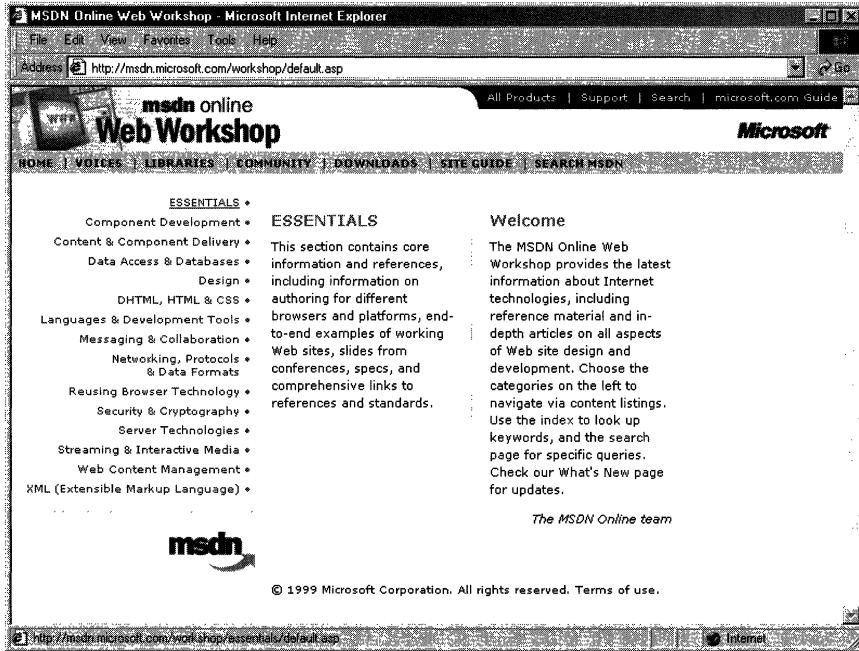 MSDN Online Web Workshop - Microsoft Internet Explorer
File Edit View Favorites Tools Help
Address http://msdn.microsoft.com/workshop/default.asp Go
All Products | Support | Search | microsoft.com Guide
msdn online
Web Workshop
Microsoft
HOME | VOICES | LIBRARIES | COMMUNITY | DOWNLOADS | SITE GUIDE | SEARCH MSDN
ESSENTIALS
Component Development
Content & Component Delivery
Data Access & Databases
Design
DHTML, HTML & CSS
Languages & Development Tools
Messaging & Collaboration
Networking, Protocols
& Data Formats
Reusing Browser Technology
Security & Cryptography
Server Technologies
Streaming & Interactive Media
Web Content Management
XML (Extensible Markup Language)
msdn
ESSENTIALS
This section contains core
information and references,
including information on
authoring for different
browsers and platforms, end-
to-end examples of working
Web sites, slides from
conferences, specs, and
comprehensive links to
references and standards.
Welcome
The MSDN Online Web
Workshop provides the latest
information about Internet
technologies, including
reference material and in-
depth articles on all aspects
of Web site design and
development. Choose the
categories on the left to
navigate via content listings.
Use the index to look up
keywords, and the search
page for specific queries.
Check our What's New page
for updates.
The MSDN Online team
© 1999 Microsoft Corporation. All rights reserved. Terms of use.
http://msdn.microsoft.com/workshop/essentials/default.asp
Internet